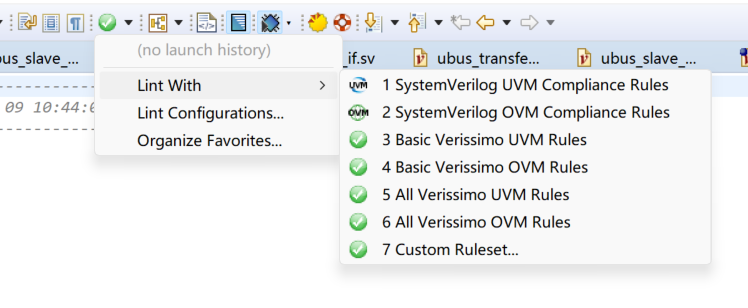 bus_slave_...
_if.sv
ubus_transfe...
ubus_slave_...
09 10:44:0
(no launch history)
Lint With
Lint Configurations...
Organize Favorites...
UVM 1 SystemVerilog UVM Compliance Rules
OVM 2 SystemVerilog OVM Compliance Rules
3 Basic Verissimo UVM Rules
4 Basic Verissimo OVM Rules
5 All Verissimo UVM Rules
6 All Verissimo OVM Rules
7 Custom Ruleset...